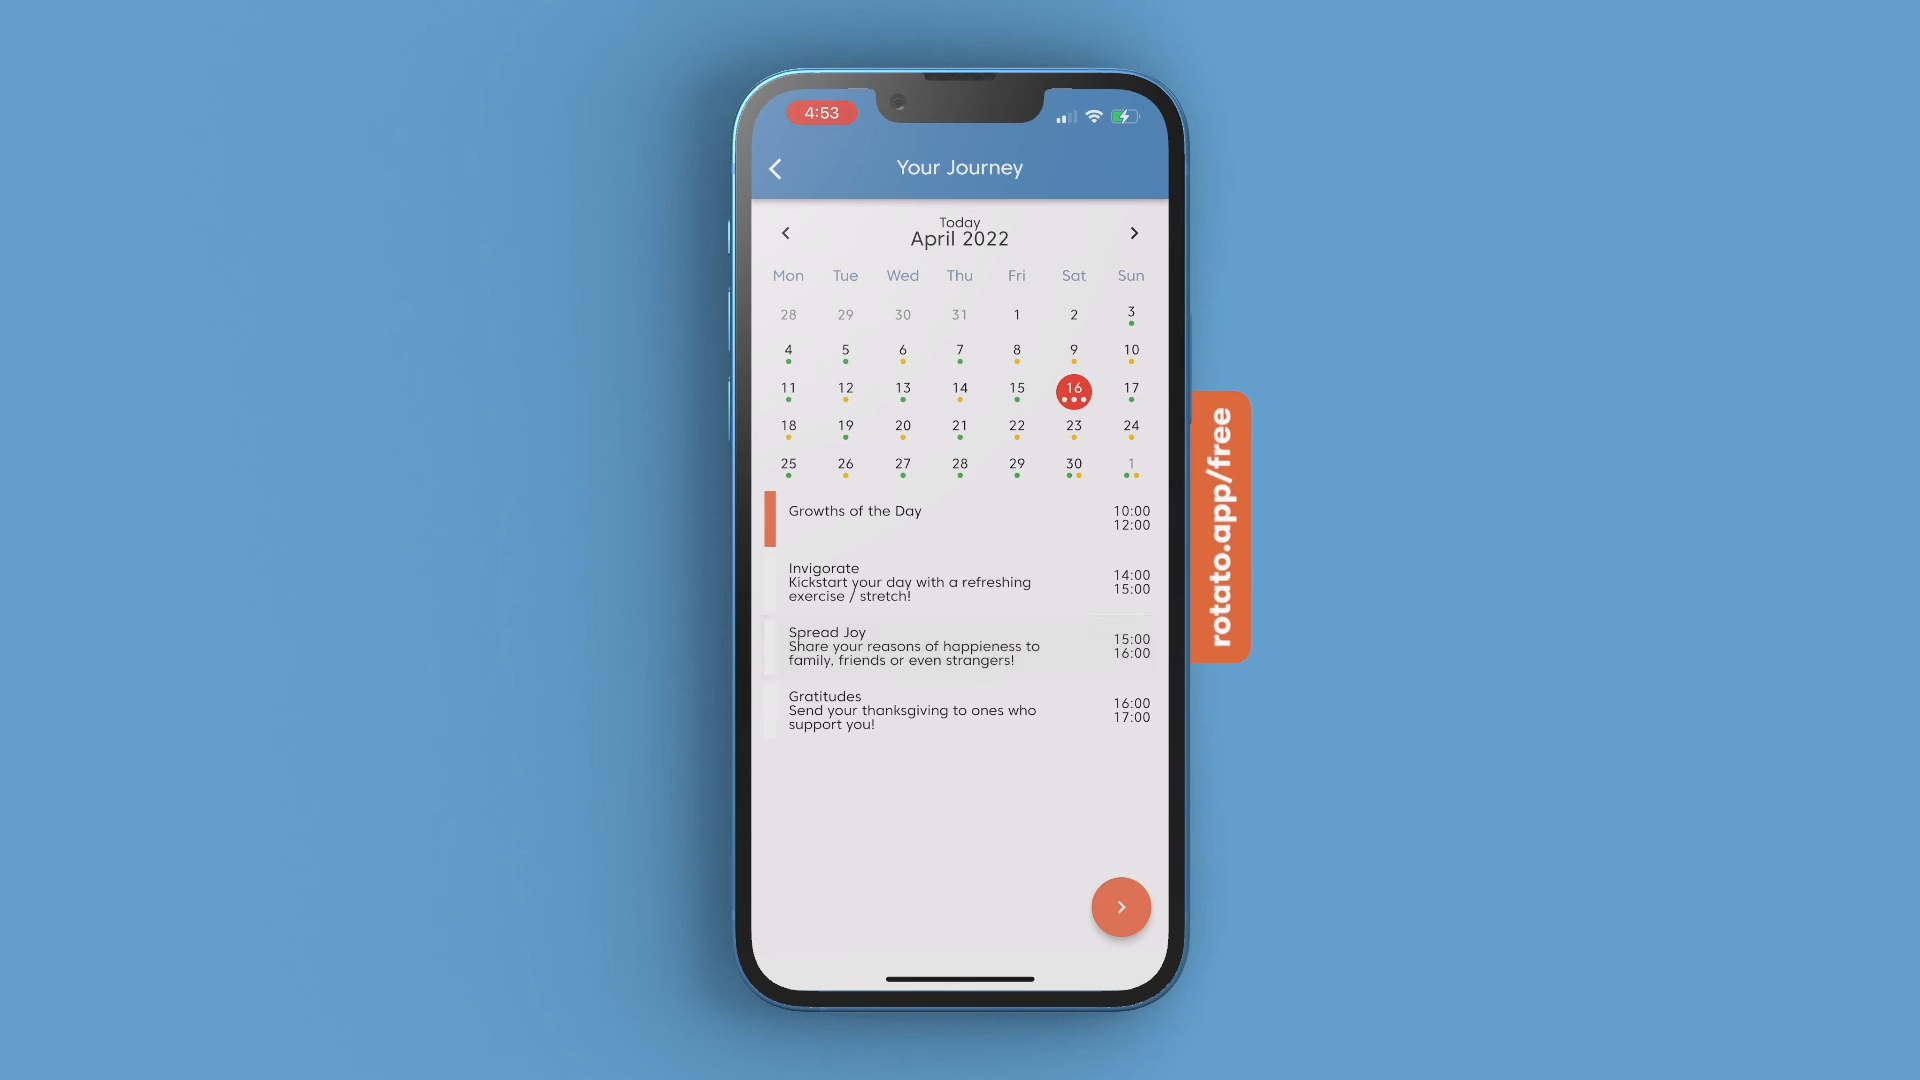 4:53
Your Journey
Today
April 2022
Mon Tue Wed Thu Fri Sat Sun
28 29 30 31 1 2 3
4 5 6 7 8 9 10
11 12 13 14 15 16 17
18 19 20 21 22 23 24
25 26 27 28 29 30 1
Growths of the Day
10:00
12:00
Invigorate
Kickstart your day with a refreshing
exercise / stretch!
14:00
15:00
Spread Joy
Share your reasons of happieness to
family, friends or even strangers!
15:00
16:00
Gratitudes
Send your thanksgiving to ones who
support you!
16:00
17:00
rotato.app/free